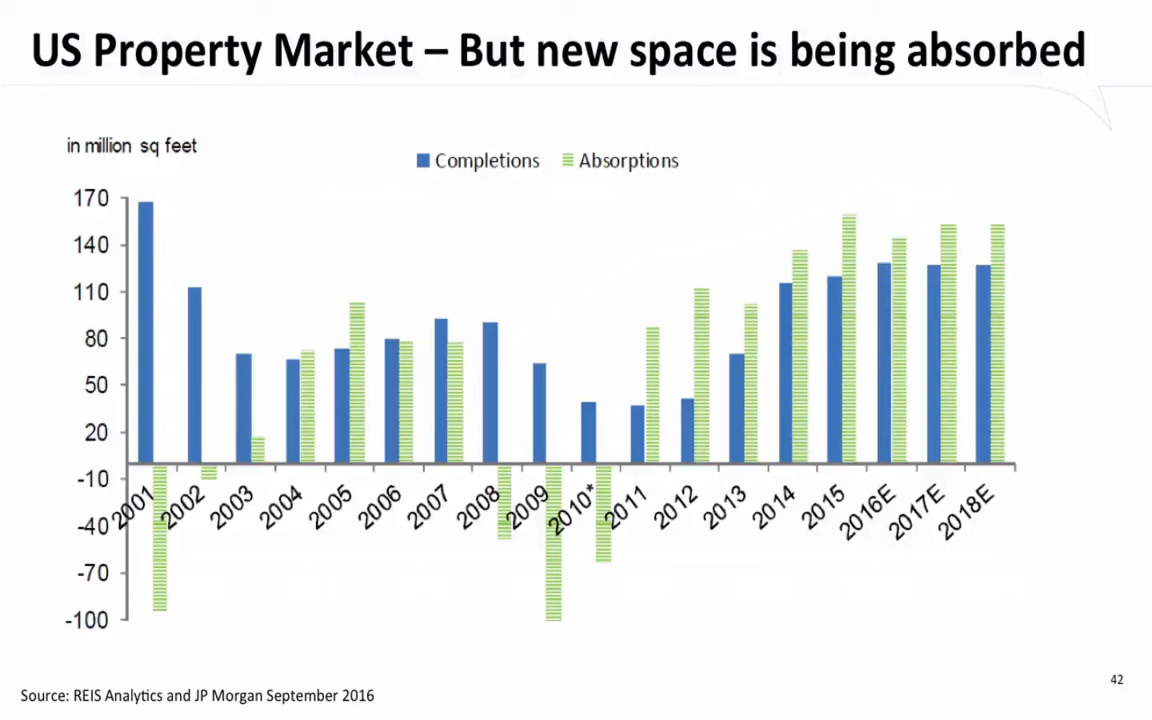 US Property Market – But new space is being absorbed
in million sq feet
Completions Absorptions
170
140
110
80
50
20
-10
-40
-70
-100
2001 2002 2003 2004 2005 2006 2007 2008 2009 2010* 2011 2012 2013 2014 2015 2016E 2017E 2018E
42
Source: REIS Analytics and JP Morgan September 2016